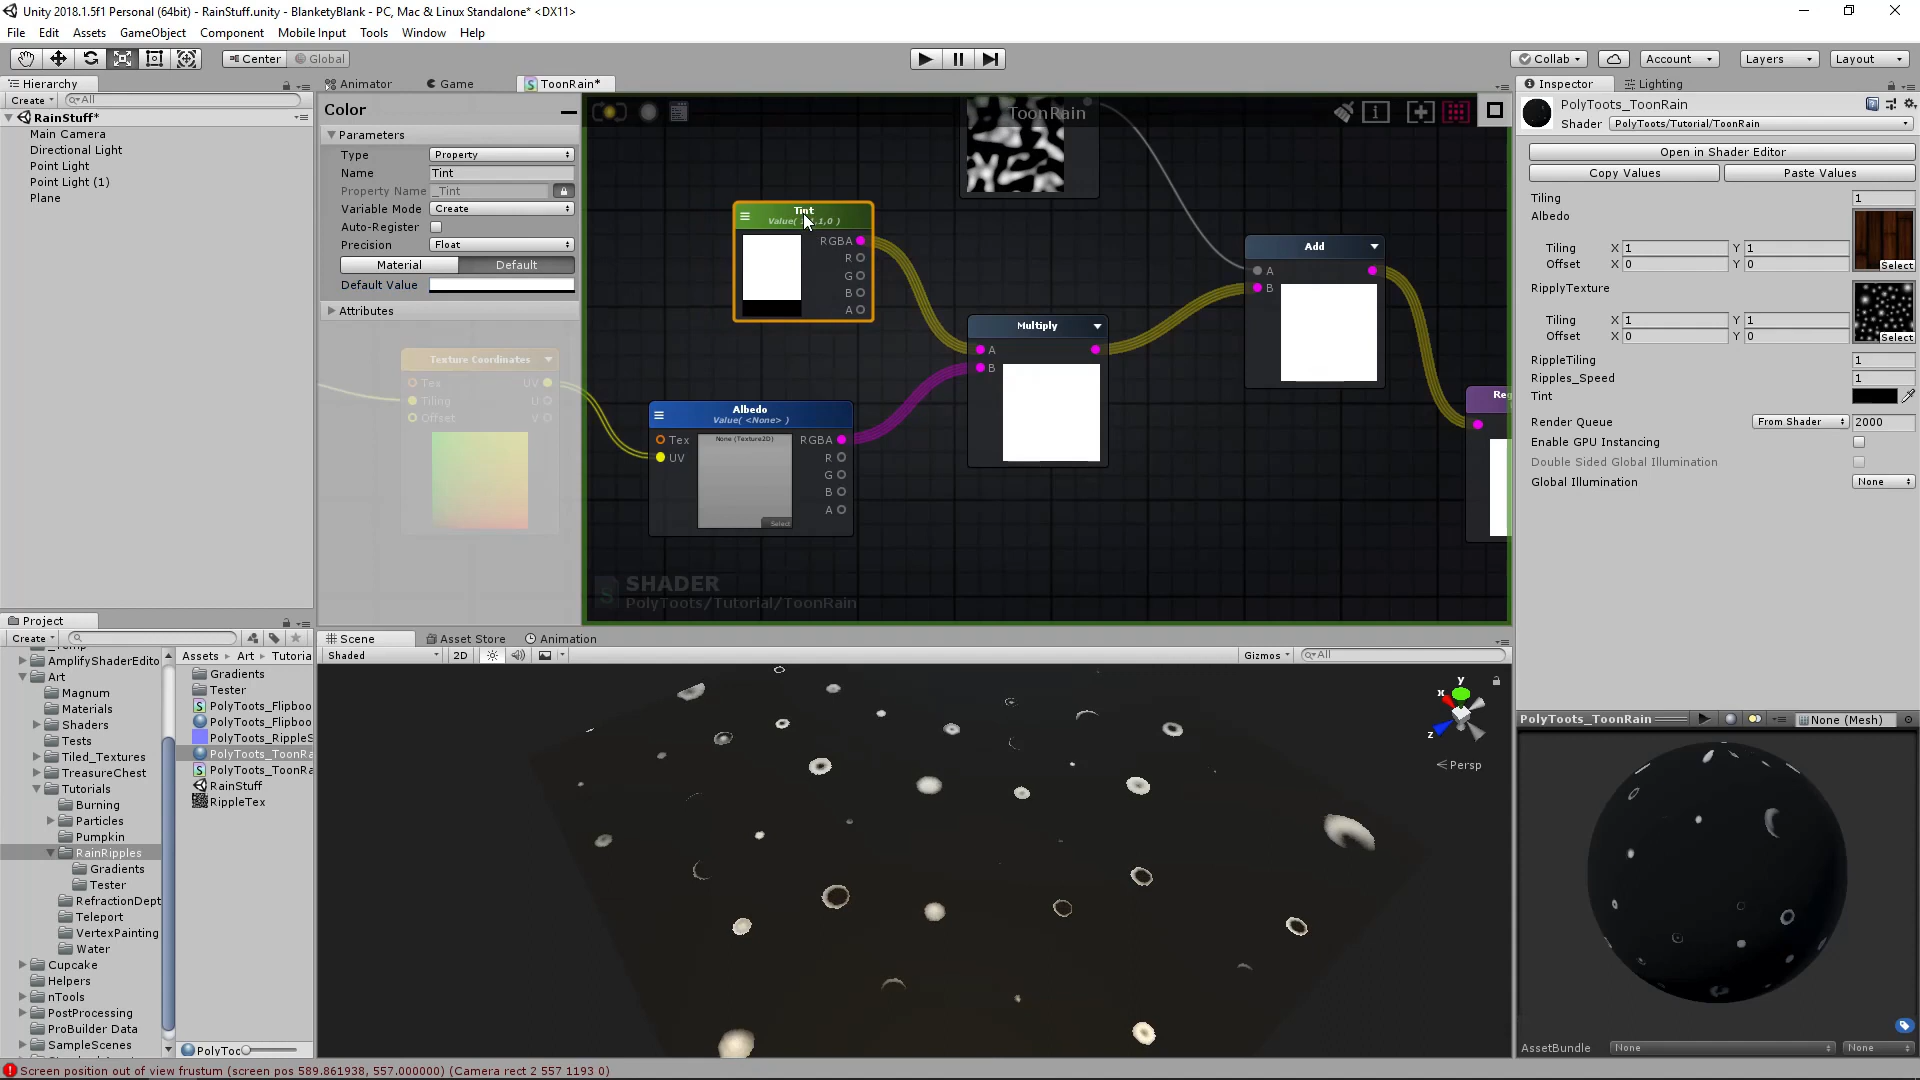 Unity 2018.1.5f1 Personal (64bit) - RainStuff.unity - BlanketyBlank - PC, Mac & Linux Standalone* <DX11>
File Edit Assets GameObject Component Mobile Input Tools Window Help
Center Global
Collab Account Layers Layout
Hierarchy
Create All
RainStuff*
Main Camera
Directional Light
Point Light
Point Light (1)
Plane
Animator Game ToonRain*
Color
Parameters
Type Property
Name Tint
Property Name _Tint
Variable Mode Create
Auto-Register
Precision Float
Material Default
Default Value
Attributes
ToonRain
Tint
RGBA
R
G
B
A
Texture Coordinates
Tex UV
Tiling U
Offset V
Albedo
Value( <None> )
Tex None (Texture2D) RGBA
UV R
G
B
A
Select
Multiply
A
B
Add
A
B
SHADER
PolyToots/Tutorial/ToonRain
Inspector Lighting
PolyToots_ToonRain
Shader PolyToots/Tutorial/ToonRain
Open in Shader Editor
Copy Values Paste Values
Tiling 1
Albedo
Tiling X 1 Y 1
Offset X 0 Y 0
Select
RipplyTexture
Tiling X 1 Y 1
Offset X 0 Y 0
Select
RippleTiling 1
Ripples_Speed 1
Tint
Render Queue From Shader 2000
Enable GPU Instancing
Double Sided Global Illumination
Global Illumination None
Project
Create
AmplifyShaderEdito
Art
Magnum
Materials
Shaders
Tests
Tiled_Textures
TreasureChest
Tutorials
Burning
Particles
Pumpkin
RainRipples
Gradients
Tester
RefractionDept
Teleport
VertexPainting
Water
Cupcake
Helpers
nTools
PostProcessing
ProBuilder Data
SampleScenes
Assets Art Tutoria
Gradients
Tester
PolyToots_Flipboo
PolyToots_Flipboo
PolyToots_RippleS
PolyToots_ToonRa
PolyToots_ToonRa
RainStuff
RippleTex
PolyToo
Scene Asset Store Animation
Shaded 2D Gizmos All
y
x
z
Persp
PolyToots_ToonRain None (Mesh)
AssetBundle None None
Screen position out of view frustum (screen pos 589.861938, 557.000000) (Camera rect 2 557 1193 0)